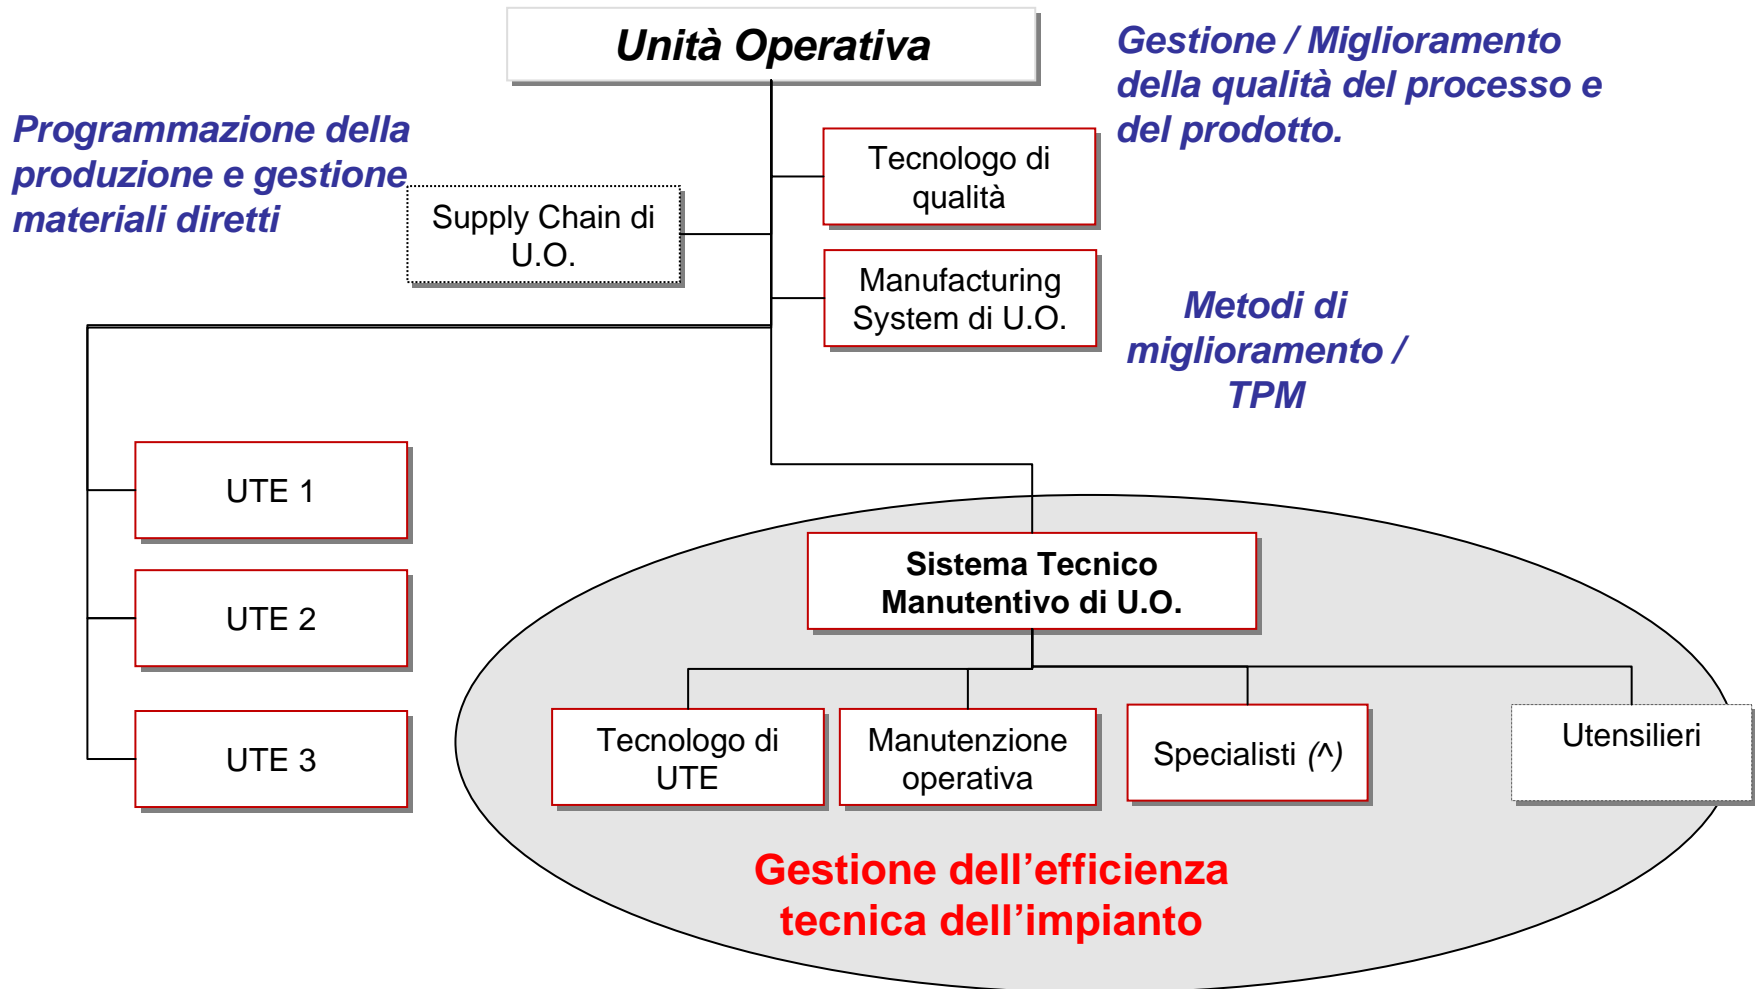 Unità Operativa
Gestione / Miglioramento
della qualità del processo e
del prodotto.
Programmazione della
produzione e gestione
materiali diretti
Tecnologo di
qualità
Supply Chain di
U.O.
Manufacturing
System di U.O.
Metodi di
miglioramento /
TPM
UTE 1
UTE 2
UTE 3
Sistema Tecnico
Manutentivo di U.O.
Tecnologo di
UTE
Manutenzione
operativa
Specialisti (^)
Utensilieri
Gestione dell’efficienza
tecnica dell’impianto